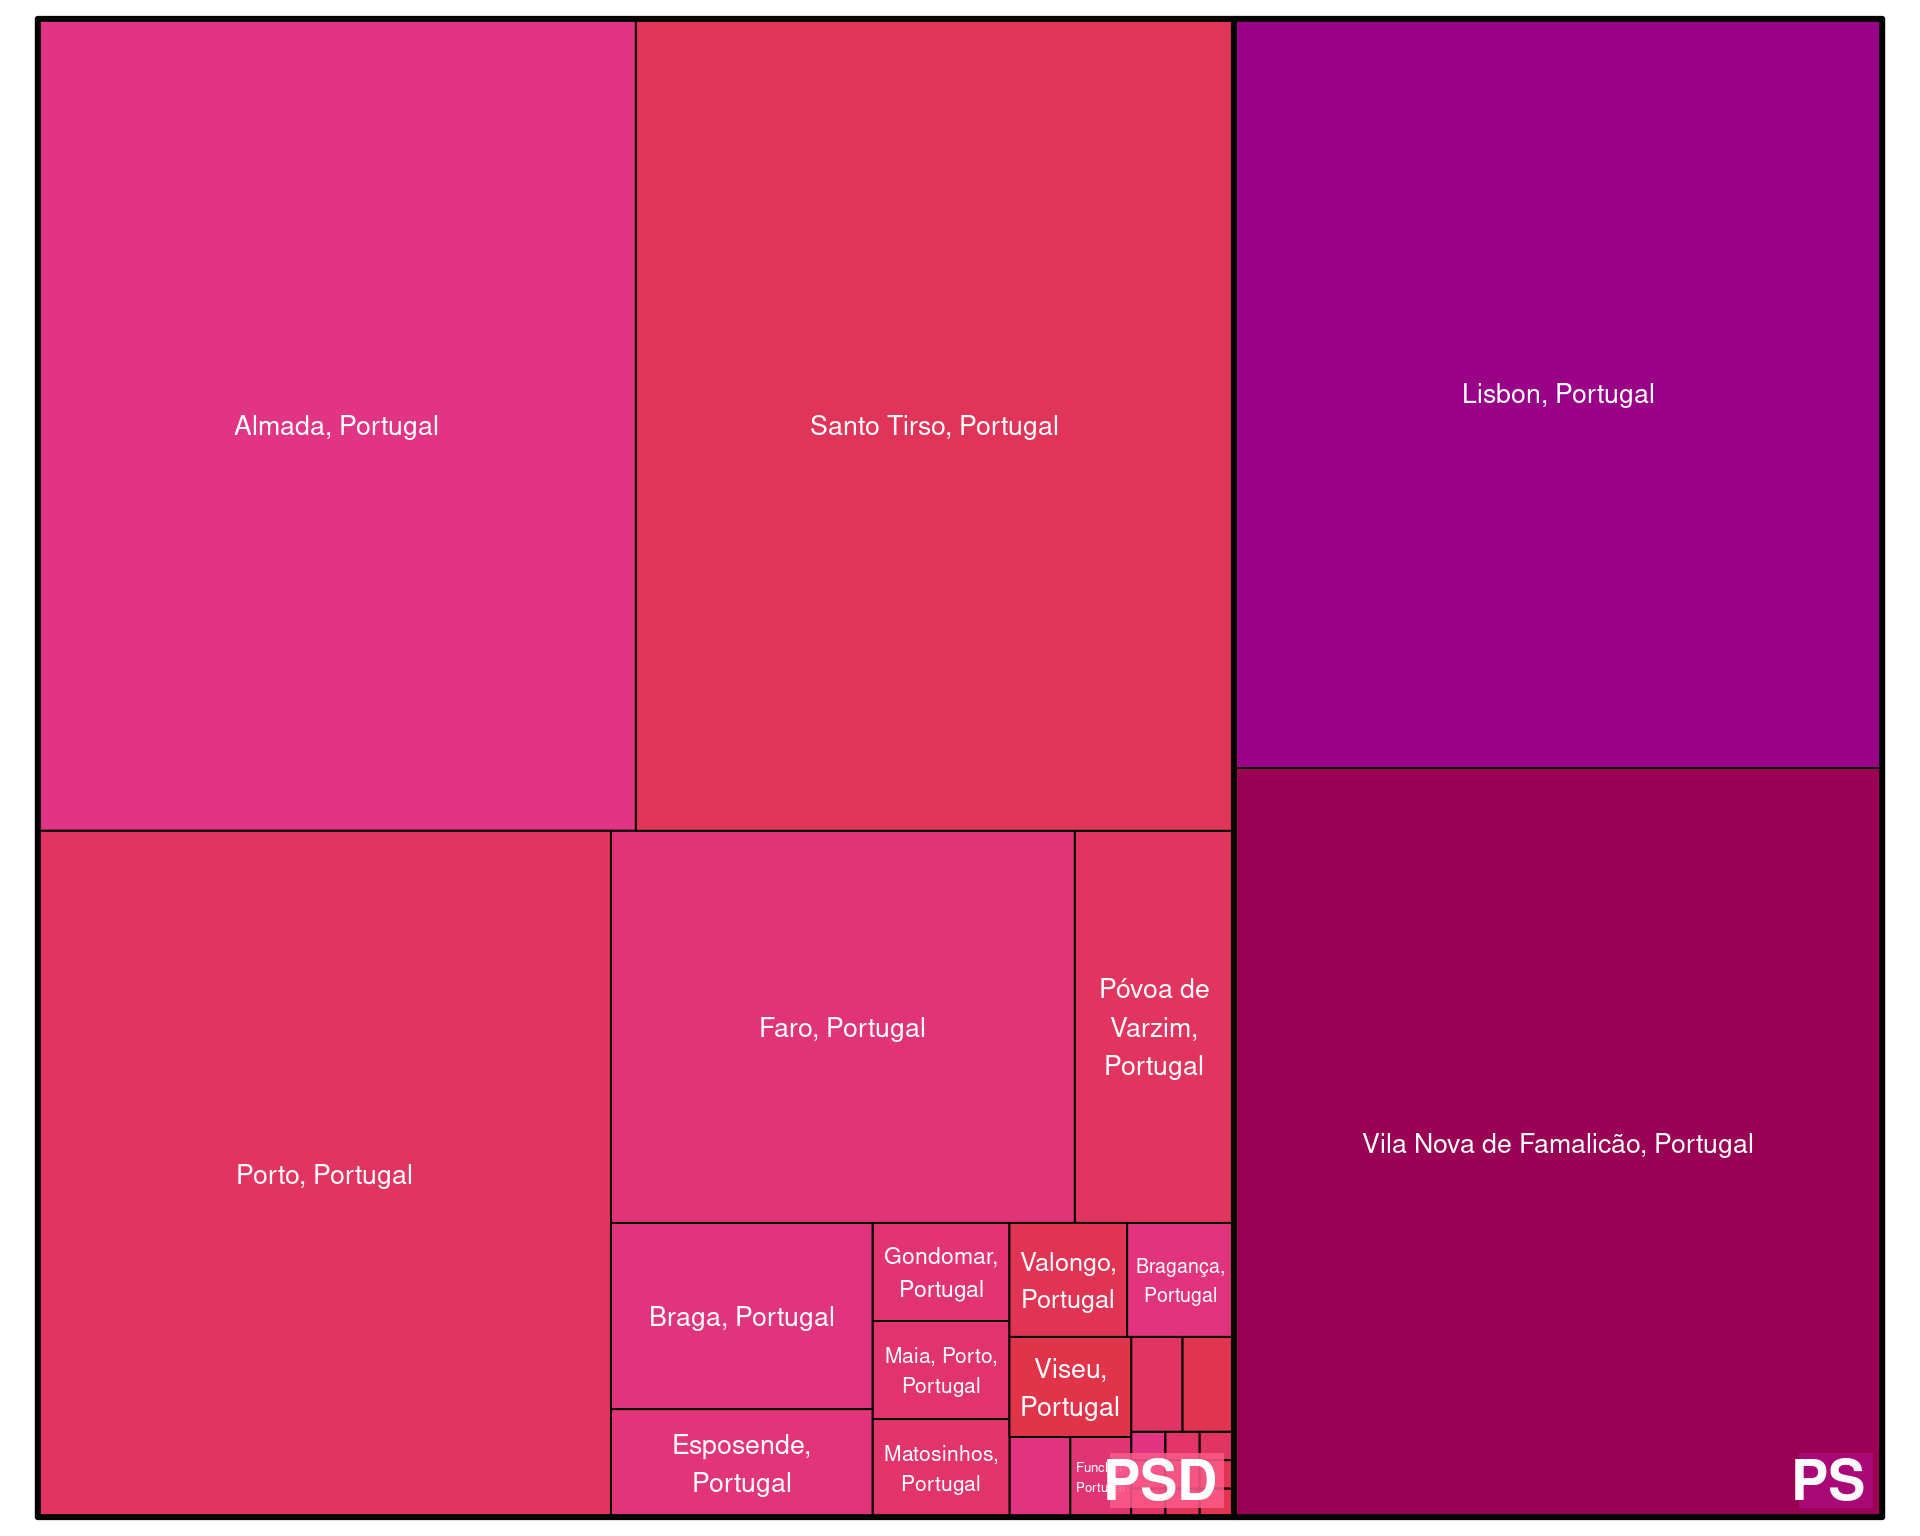 Almada, Portugal
Santo Tirso, Portugal
Lisbon, Portugal
Porto, Portugal
Faro, Portugal
Póvoa de
Varzim,
Portugal
Vila Nova de Famalicão, Portugal
Braga, Portugal
Gondomar,
Portugal
Valongo,
Portugal
Bragança,
Portugal
Maia, Porto,
Portugal
Viseu,
Portugal
Esposende,
Portugal
Matosinhos,
Portugal
PSD
PS